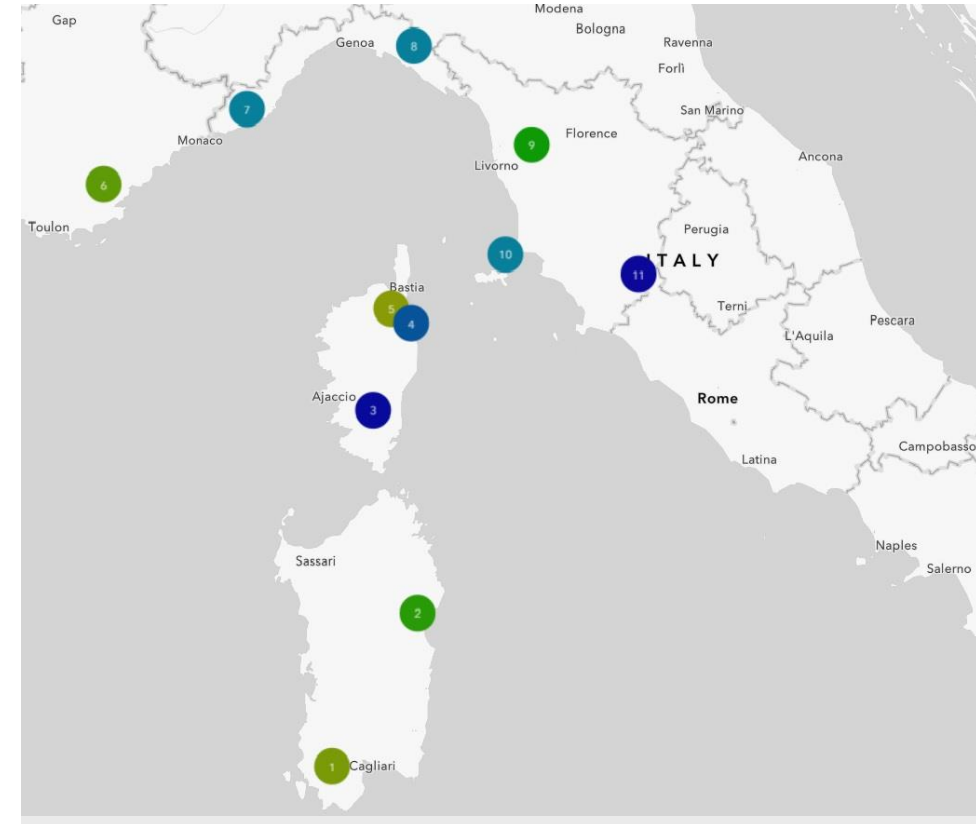 Modena
Gap
Bologna
Genoa
8
Ravenna
Forlì
7
San Marino
Monaco
Florence
9
Livorno
Ancona
6
Toulon
Perugia
10
ITALY
11
Bastia
5
Terni
4
Pescara
L'Aquila
Ajaccio
Rome
3
Campobasso
Latina
Naples
Sassari
Salerno
2
1
Cagliari